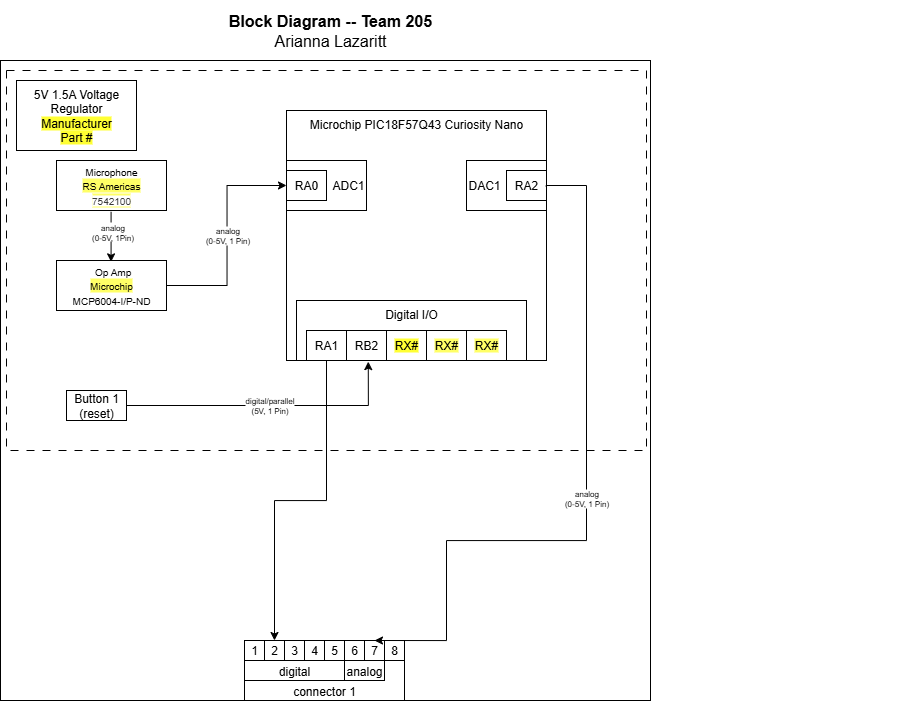 Block Diagram -- Team 205
Arianna Lazaritt
5V 1.5A Voltage
Regulator
Manufacturer
Part #
Microphone
RS Americas
7542100
analog
(0-5V, 1Pin)
Op Amp
Microchip
MCP6004-I/P-ND
analog
(0-5V, 1 Pin)
Microchip PIC18F57Q43 Curiosity Nano
RA0
ADC1
DAC1
RA2
Digital I/O
RA1
RB2
RX#
RX#
RX#
Button 1
(reset)
digital/parallel
(5V, 1 Pin)
analog
(0-5V, 1 Pin)
1 2 3 4 5 6 7 8
digital
analog
connector 1